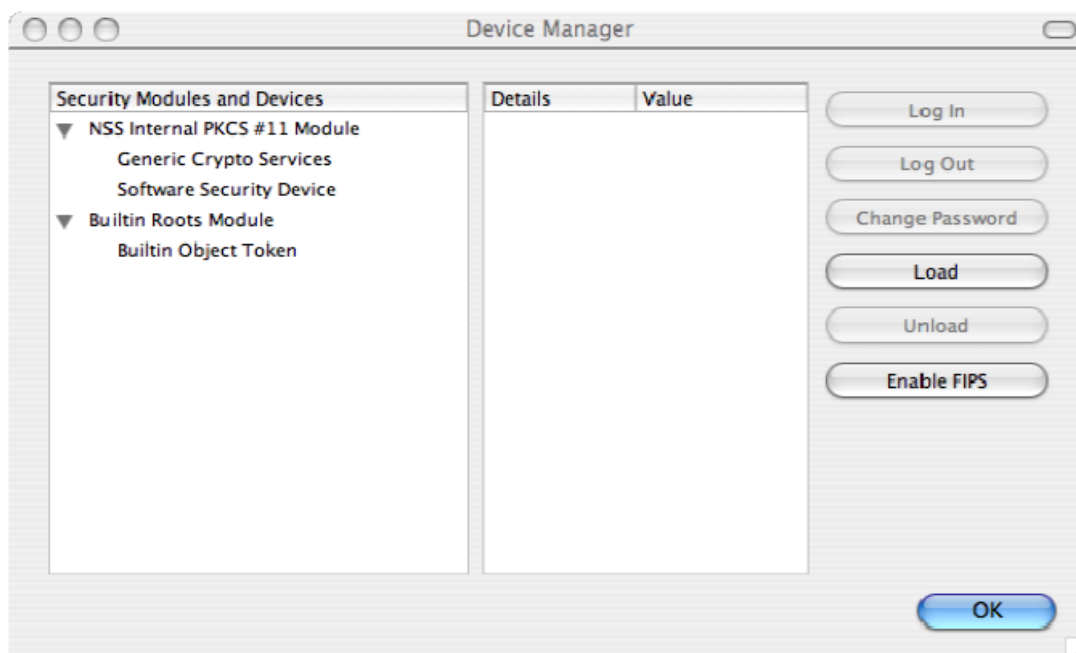 Device Manager
Security Modules and Devices
NSS Internal PKCS #11 Module
Generic Crypto Services
Software Security Device
Builtin Roots Module
Builtin Object Token
Details Value
Log In
Log Out
Change Password
Load
Unload
Enable FIPS
OK